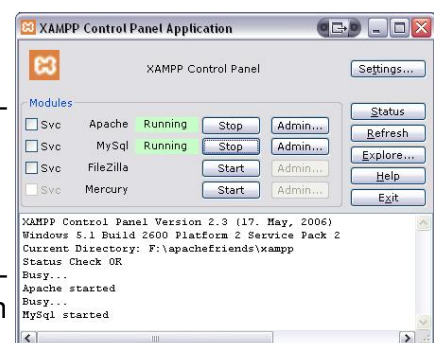 XAMPP Control Panel Application
XAMPP Control Panel
Settings...
Modules
Svc Apache Running Stop Admin...
Svc MySql Running Stop Admin...
Svc FileZilla Start Admin...
Svc Mercury Start Admin...
Status
Refresh
Explore...
Help
Exit
XAMPP Control Panel Version 2.3 (17. May, 2006)
Windows 5.1 Build 2600 Platform 2 Service Pack 2
Current Directory: F:\apachefriends\xampp
Status Check OK
Busy...
Apache started
Busy...
MySql started